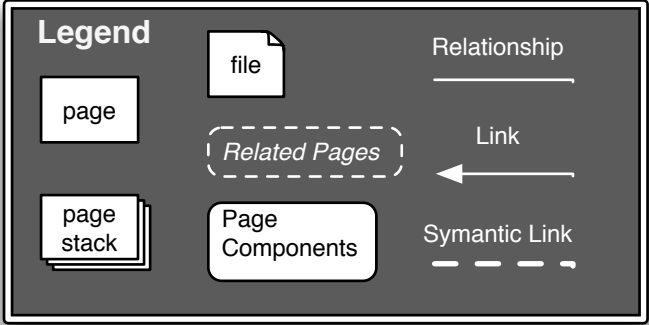 Legend
page
page
stack
file
Related Pages
Page
Components
Relationship
Link
Symantic Link